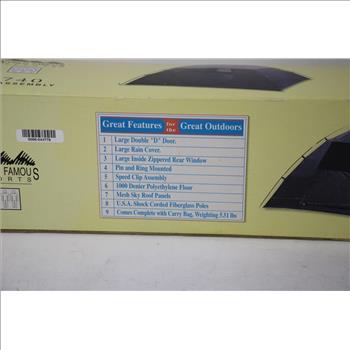 740
ASSEMBLY
0006-643778
FAMOUS
Great Features for the Great Outdoors
1 Large Double "D" Door.
2 Large Rain Cover.
3 Large Inside Zippered Rear Window
4 Pin and Ring Mounted
5 Speed Clip Assembly
6 1000 Denier Polyethylene Floor
7 Mesh Sky Roof Panels
8 U.S.A. Shock Corded Fiberglass Poles
9 Comes Complete with Carry Bag, Weighting 5.51 lbs